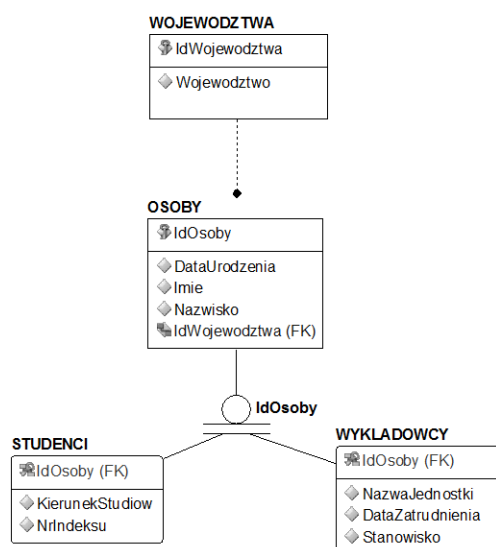 WOJEWODZTWA
IdWojewodztwa
Wojewodztwo
OSOBY
IdOsoby
DataUrodzenia
Imie
Nazwisko
IdWojewodztwa (FK)
IdOsoby
STUDENCI
IdOsoby (FK)
KierunekStudiow
NrIndeksu
WYKLADOWCY
IdOsoby (FK)
NazwaJednostki
DataZatrudnienia
Stanowisko